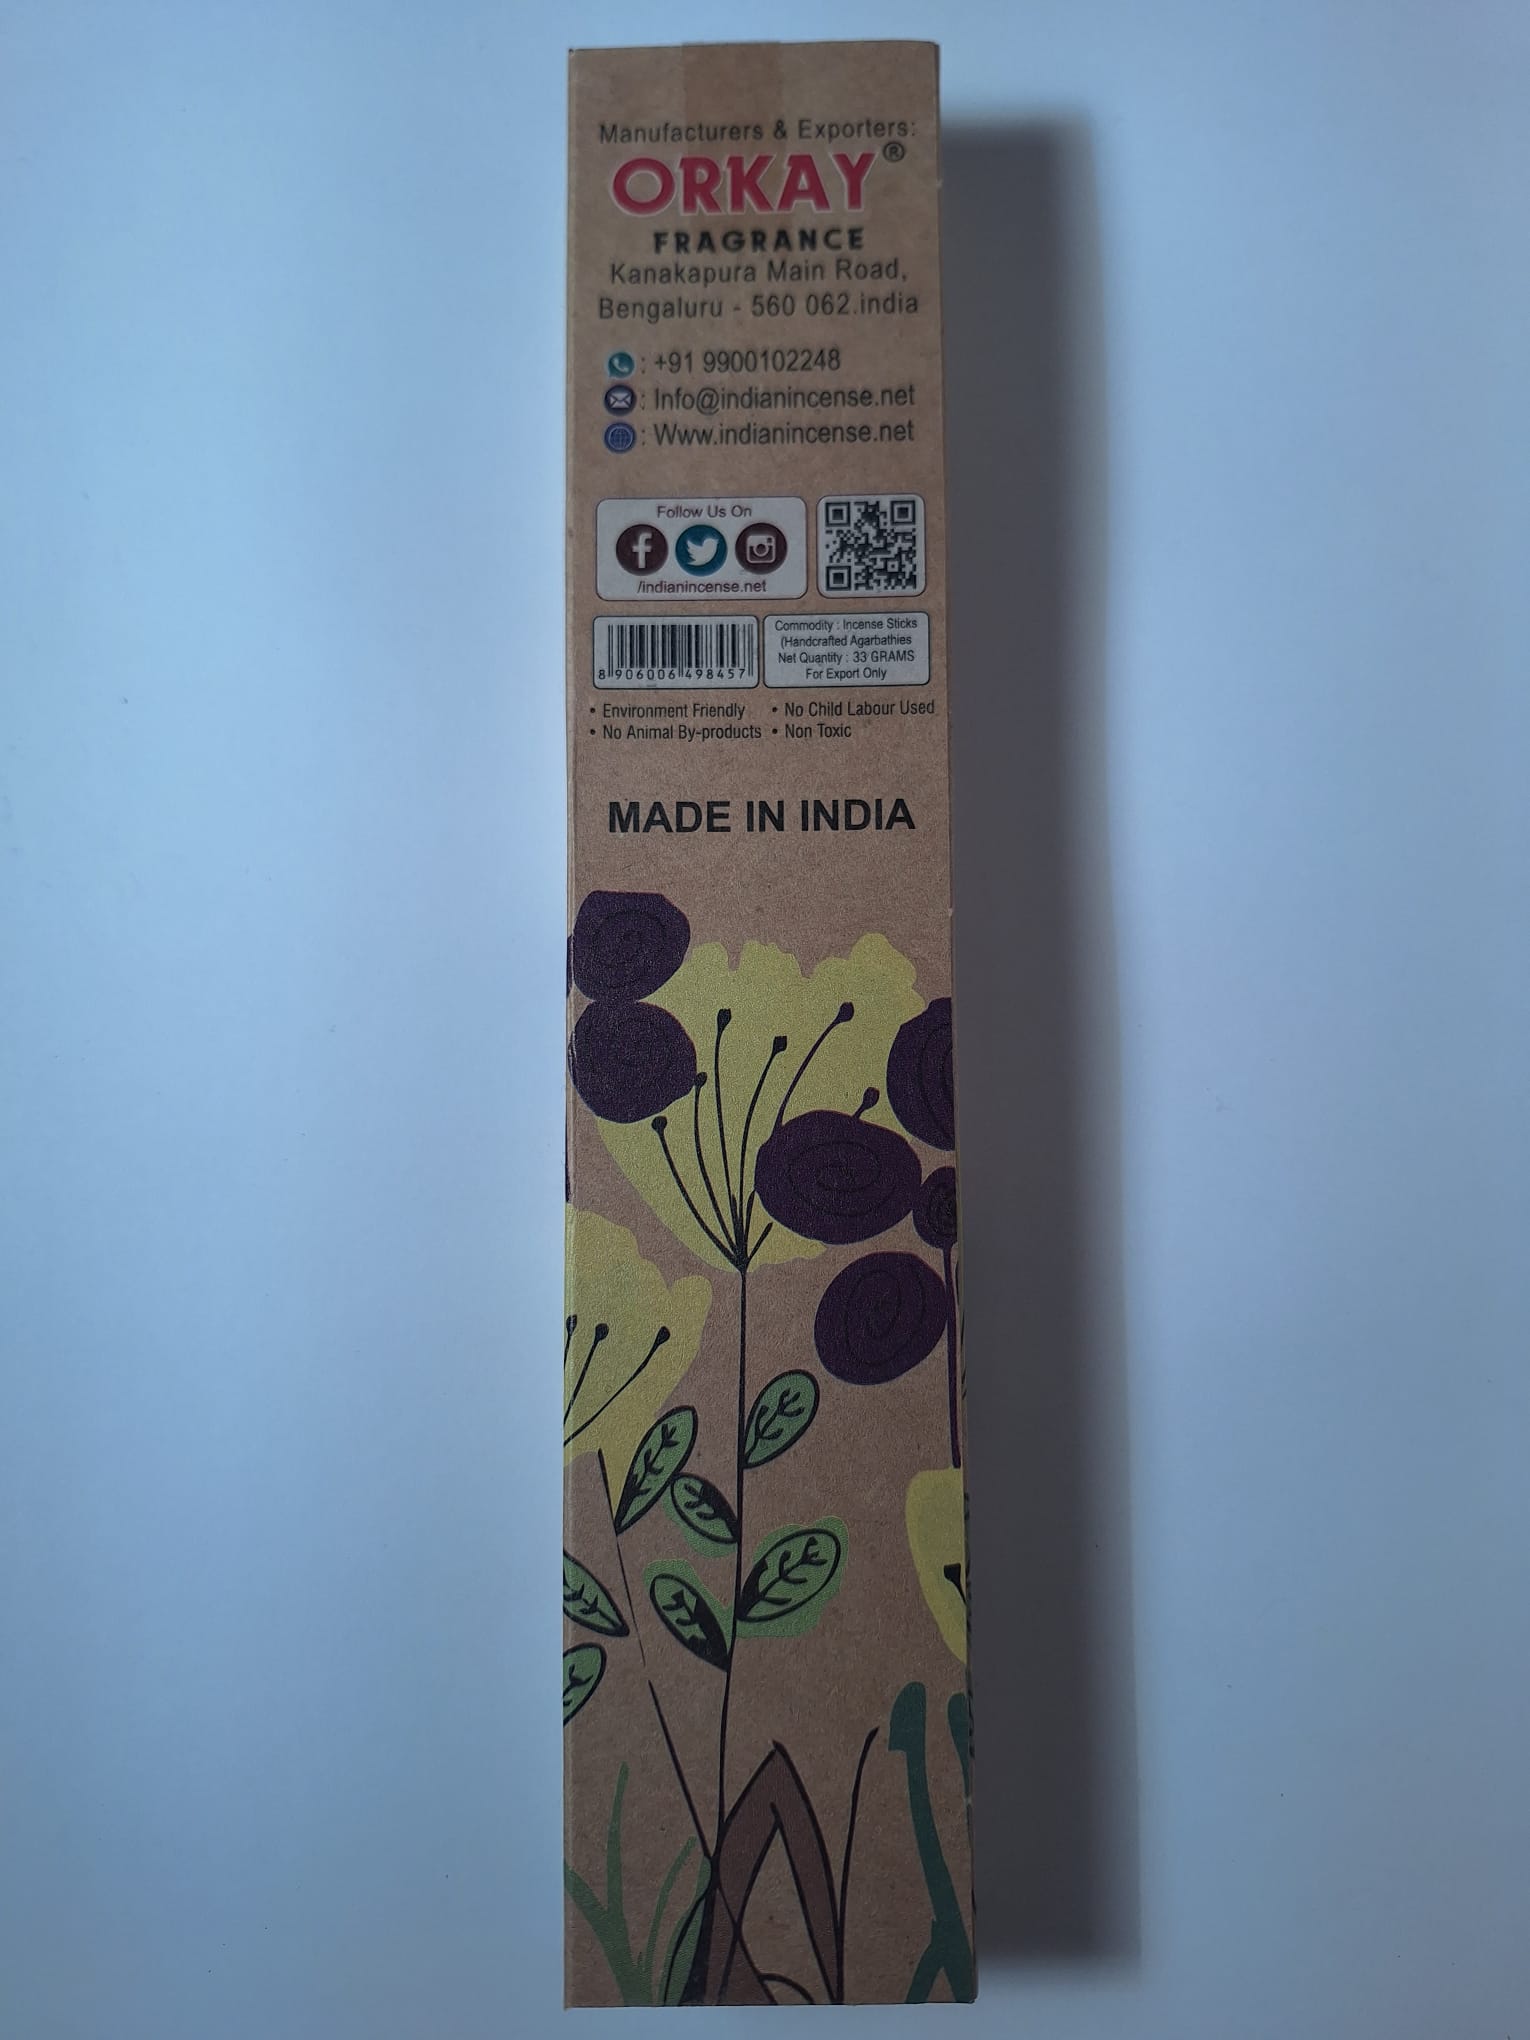 Manufacturers & Exporters:
ORKAY®
FRAGRANCE
Kanakapura Main Road,
Bengaluru - 560 062.india
: +91 9900102248
: Info@indianincense.net
: Www.indianincense.net
Follow Us On
/indianincense.net
8 906006 498457
Commodity : Incense Sticks
(Handcrafted Agarbathies
Net Quantity : 33 GRAMS
For Export Only
• Environment Friendly • No Child Labour Used
• No Animal By-products • Non Toxic
MADE IN INDIA